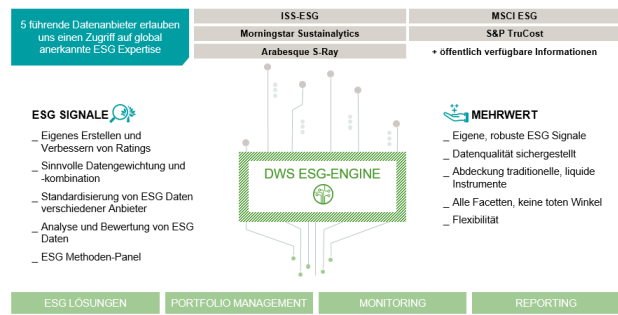 5 führende Datenanbieter erlauben
uns einen Zugriff auf global
anerkannte ESG Expertise
ISS-ESG
MSCI ESG
Morningstar Sustainalytics
S&P TruCost
Arabesque S-Ray
+ öffentlich verfügbare Informationen
ESG SIGNALE
_ Eigenes Erstellen und
Verbessern von Ratings
_ Sinnvolle Datengewichtung und
-kombination
_ Standardisierung von ESG Daten
verschiedener Anbieter
_ Analyse und Bewertung von ESG
Daten
_ ESG Methoden-Panel
DWS ESG-ENGINE
MEHRWERT
_ Eigene, robuste ESG Signale
_ Datenqualität sichergestellt
_ Abdeckung traditionelle, liquide
Instrumente
_ Alle Facetten, keine toten Winkel
_ Flexibilität
ESG LÖSUNGEN
PORTFOLIO MANAGEMENT
MONITORING
REPORTING